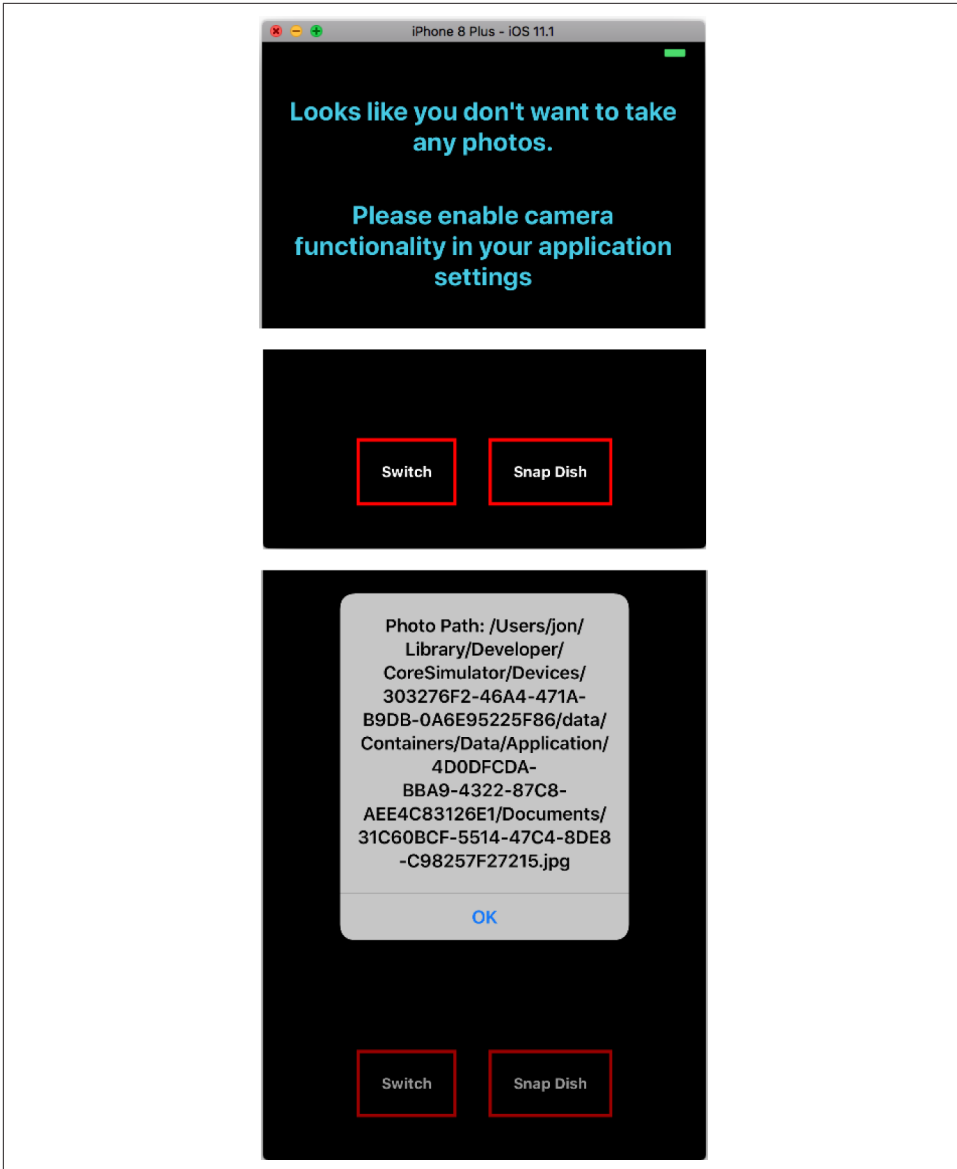 iPhone 8 Plus - iOS 11.1
Looks like you don't want to take
any photos.
Please enable camera
functionality in your application
settings
Switch Snap Dish
Photo Path: /Users/jon/
Library/Developer/
CoreSimulator/Devices/
303276F2-46A4-471A-
B9DB-0A6E95225F86/data/
Containers/Data/Application/
4D0DFCDA-
BBA9-4322-87C8-
AEE4C83126E1/Documents/
31C60BCF-5514-47C4-8DE8
-C98257F27215.jpg
OK
Switch Snap Dish